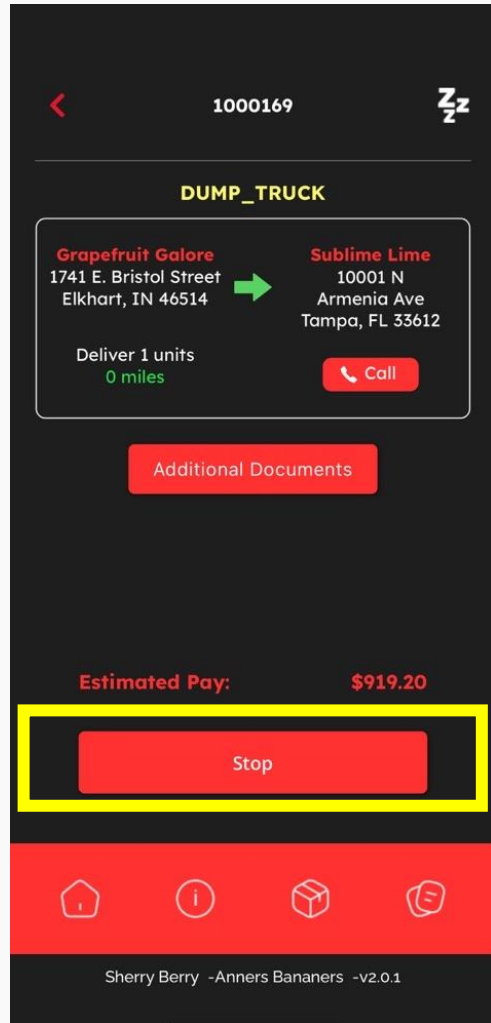 1000169
Zzz
DUMP_TRUCK
Grapefruit Galore
1741 E. Bristol Street
Elkhart, IN 46514
Deliver 1 units
0 miles
Sublime Lime
10001 N
Armenia Ave
Tampa, FL 33612
Call
Additional Documents
Estimated Pay: $919.20
Stop
Sherry Berry -Anners Bananers -v2.0.1